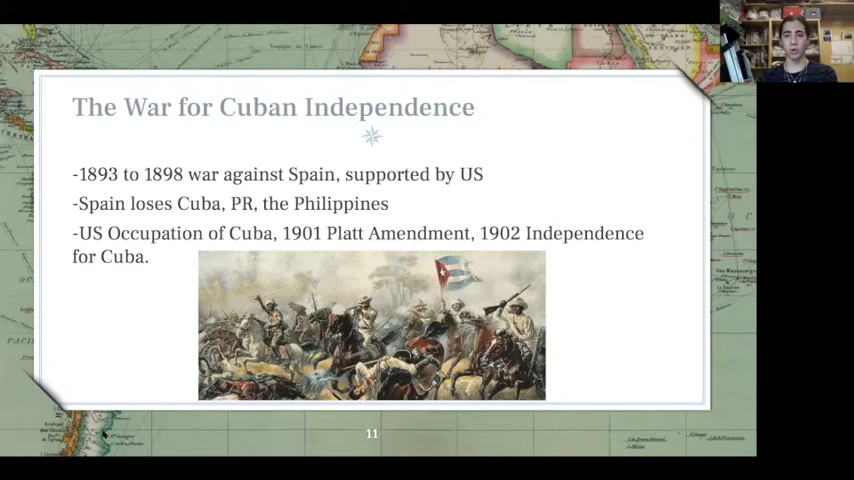 The War for Cuban Independence
-1893 to 1898 war against Spain, supported by US
-Spain loses Cuba, PR, the Philippines
-US Occupation of Cuba, 1901 Platt Amendment, 1902 Independence
for Cuba.
11